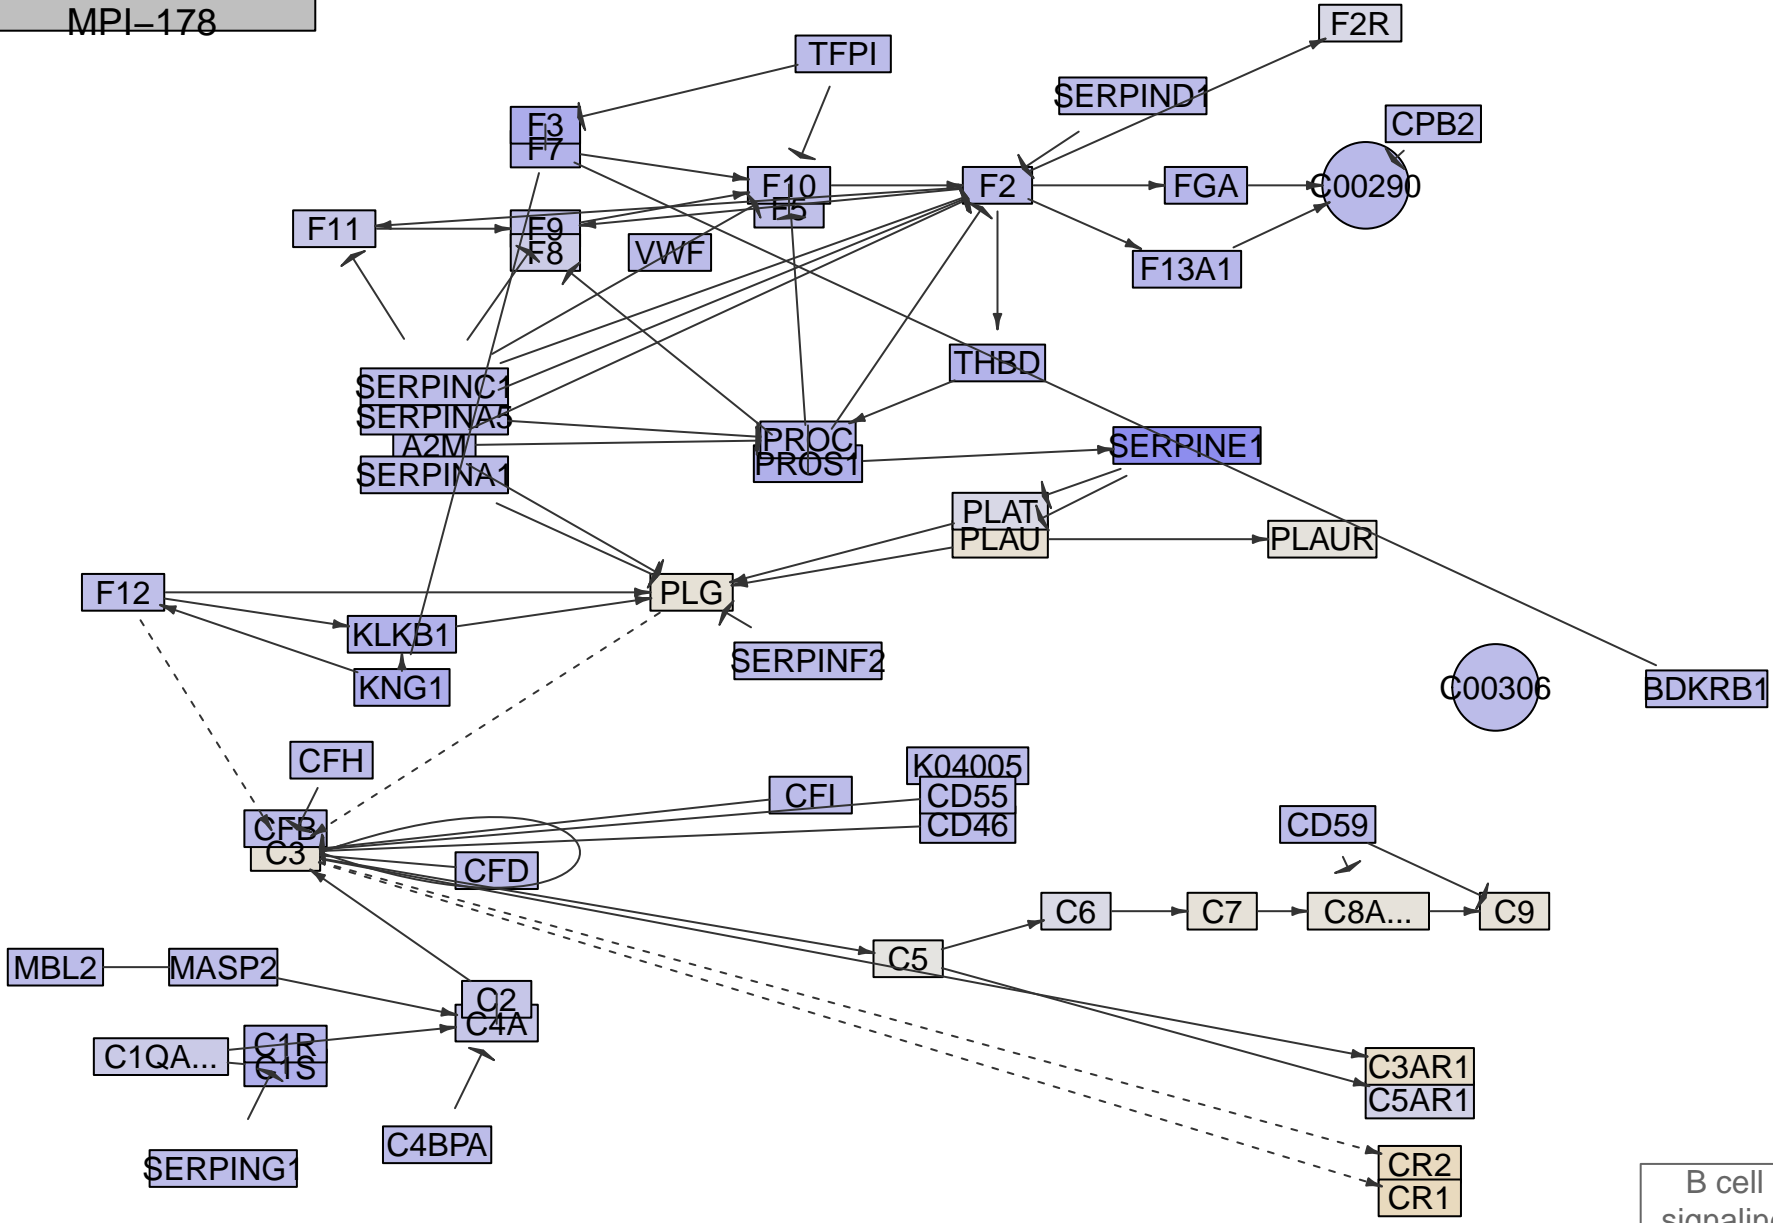 MPI–178
F2R
TFPI
SERPIND1
CPB2
F3
F7
F10
F5
F2
FGA
C00290
F11
F9
F8
VWF
F13A1
THBD
SERPINC1
SERPINA5
A2M
SERPINA1
PROC
PROS1
SERPINE1
PLAT
PLAU
PLAUR
F12
PLG
KLKB1
SERPINF2
KNG1
C00306
BDKRB1
CFH
K04005
CFI
CD55
CFB
CD46
CD59
C3
CFD
C6
C7
C8A...
C9
C5
MBL2
MASP2
C2
C4A
C1QA...
C1R
C1S
C3AR1
C5AR1
C4BPA
SERPING1
CR2
CR1
B cell
signaling